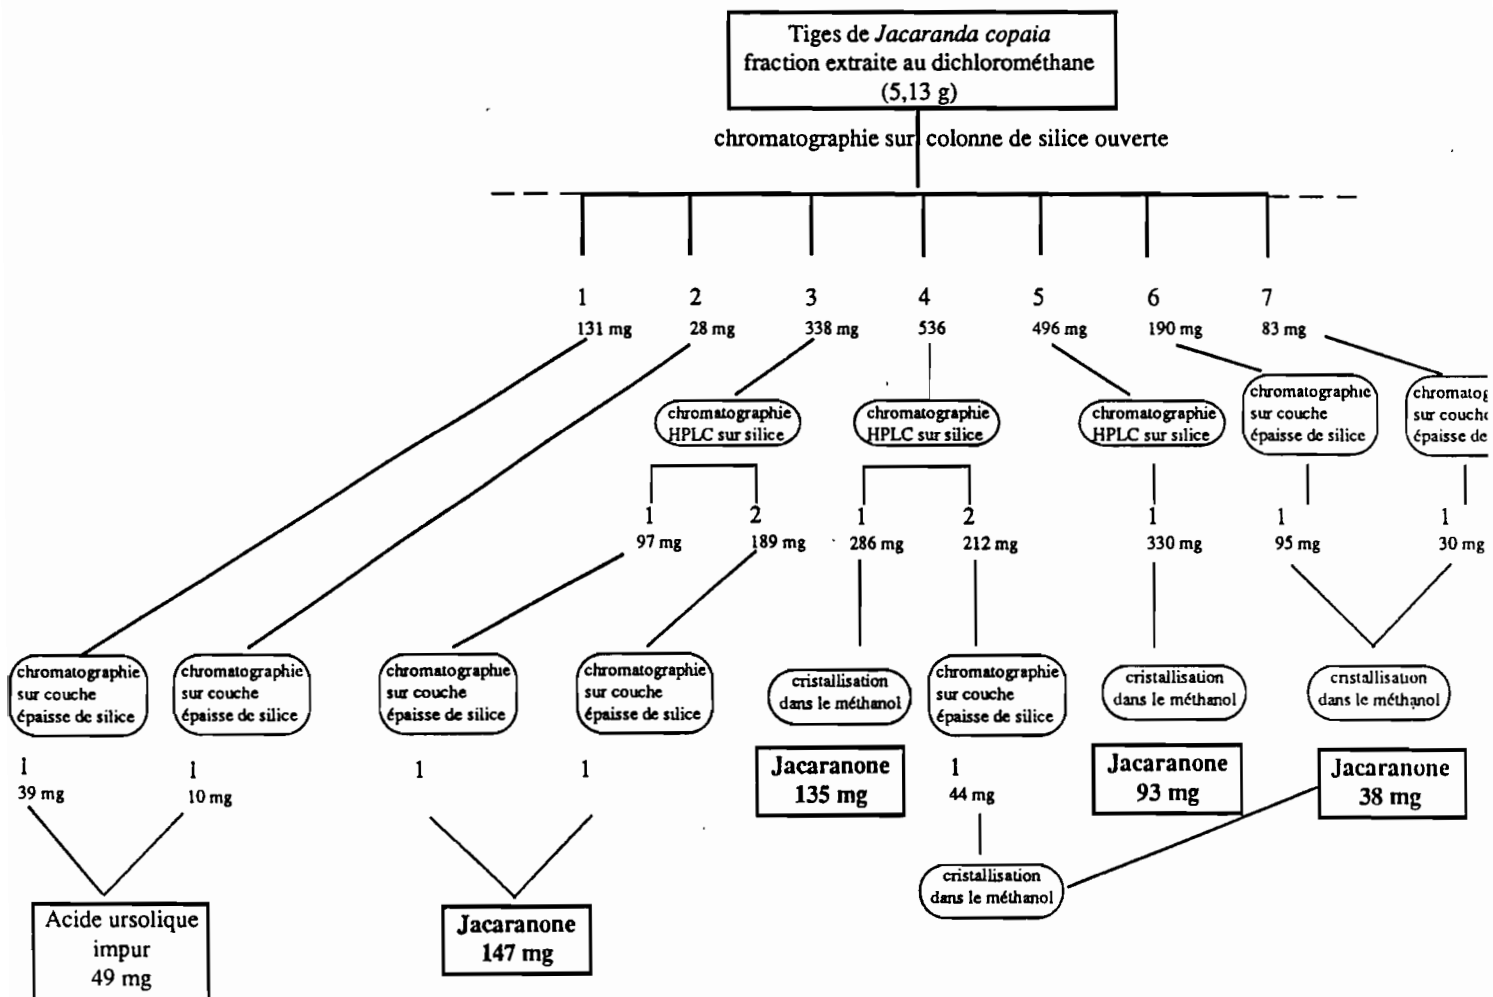 Tiges de Jacaranda copaia
fraction extraite au dichlorométhane
(5,13 g)
chromatographie sur colonne de silice ouverte
1 2 3 4 5 6 7
131 mg 28 mg 338 mg 536 496 mg 190 mg 83 mg
chromatographie
HPLC sur silice
chromatographie
HPLC sur silice
chromatographie
HPLC sur silice
chromatographie
sur couche
épaisse de silice
chromatog
sur couche
épaisse de
1 2 1 2 1 1 1
97 mg 189 mg 286 mg 212 mg 330 mg 95 mg 30 mg
chromatographie
sur couche
épaisse de silice
chromatographie
sur couche
épaisse de silice
chromatographie
sur couche
épaisse de silice
chromatographie
sur couche
épaisse de silice
cristallisation
dans le méthanol
chromatographie
sur couche
épaisse de silice
cristallisation
dans le méthanol
cristallisation
dans le méthanol
1
39 mg
1
10 mg
1
1
Jacaranone
135 mg
1
44 mg
Jacaranone
93 mg
Jacaranone
38 mg
cristallisation
dans le méthanol
Acide ursolique
impur
49 mg
Jacaranone
147 mg